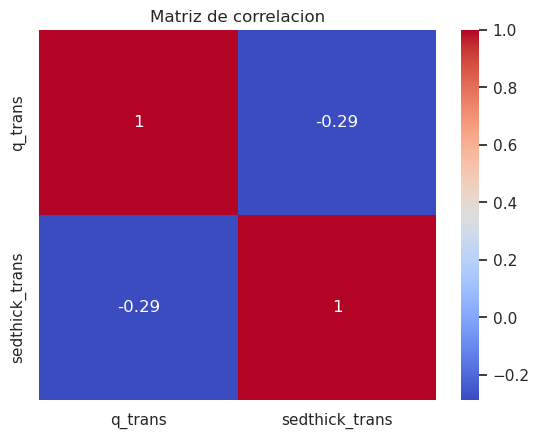 Matriz de correlacion
q_trans
1
-0.29
sedthick_trans
-0.29
1
q_trans
sedthick_trans
1.0
0.8
0.6
0.4
0.2
0.0
−0.2